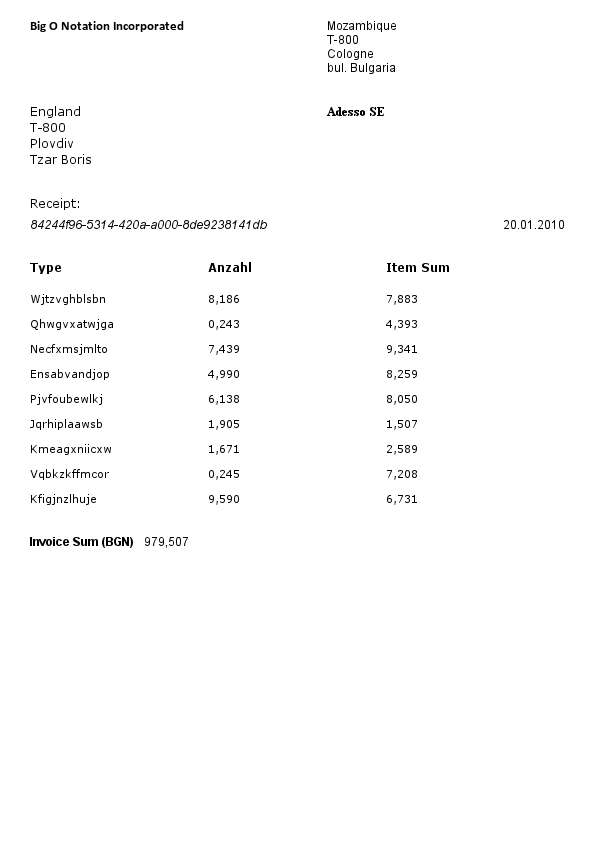 Big O Notation Incorporated
Mozambique
T-800
Cologne
bul. Bulgaria
England
T-800
Plovdiv
Tzar Boris
Adesso SE
Receipt:
84244f96-5314-420a-a000-8de9238141db 20.01.2010
Type Anzahl Item Sum
Wjtzvghblsbn 8,186 7,883
Qhwgvxatwjga 0,243 4,393
Necfxmsjmlto 7,439 9,341
Ensabvandjop 4,990 8,259
Pjvfoubewlkj 6,138 8,050
Jqrhiplaawsb 1,905 1,507
Kmeagxniicxw 1,671 2,589
Vqbkzkffmcor 0,245 7,208
Kfigjnzlhuje 9,590 6,731
Invoice Sum (BGN) 979,507